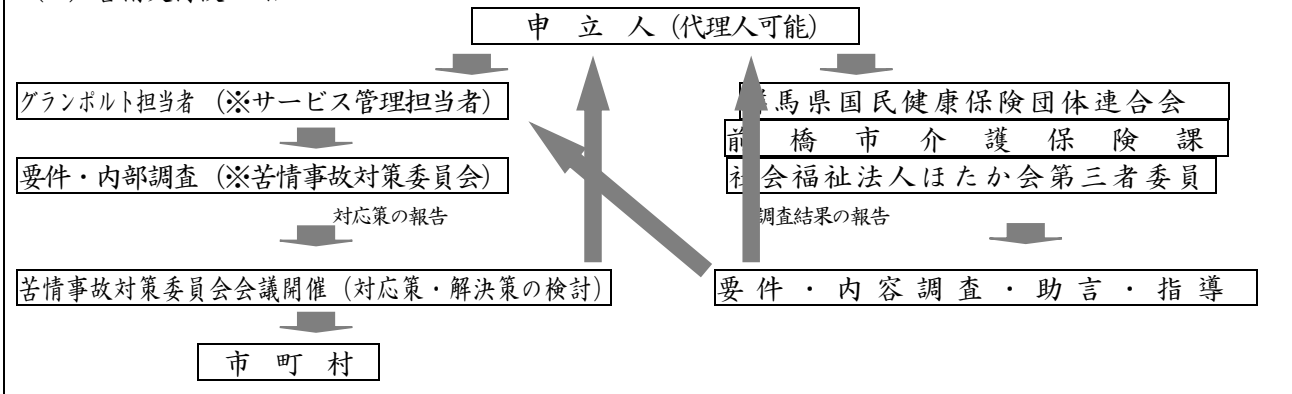 申 立 人 (代理人可能)
グランポルト担当者 (※サービス管理担当者)
要件・内部調査 (※苦情事故対策委員会)
対応策の報告
苦情事故対策委員会会議開催 (対応策・解決策の検討)
市 町 村
馬県国民健康保険団体連合会
前 橋 市 介 護 保 険 課
社会福祉法人ほたか会第三者委員
調査結果の報告
要 件 ・ 内 容 調 査 ・ 助 言 ・ 指 導